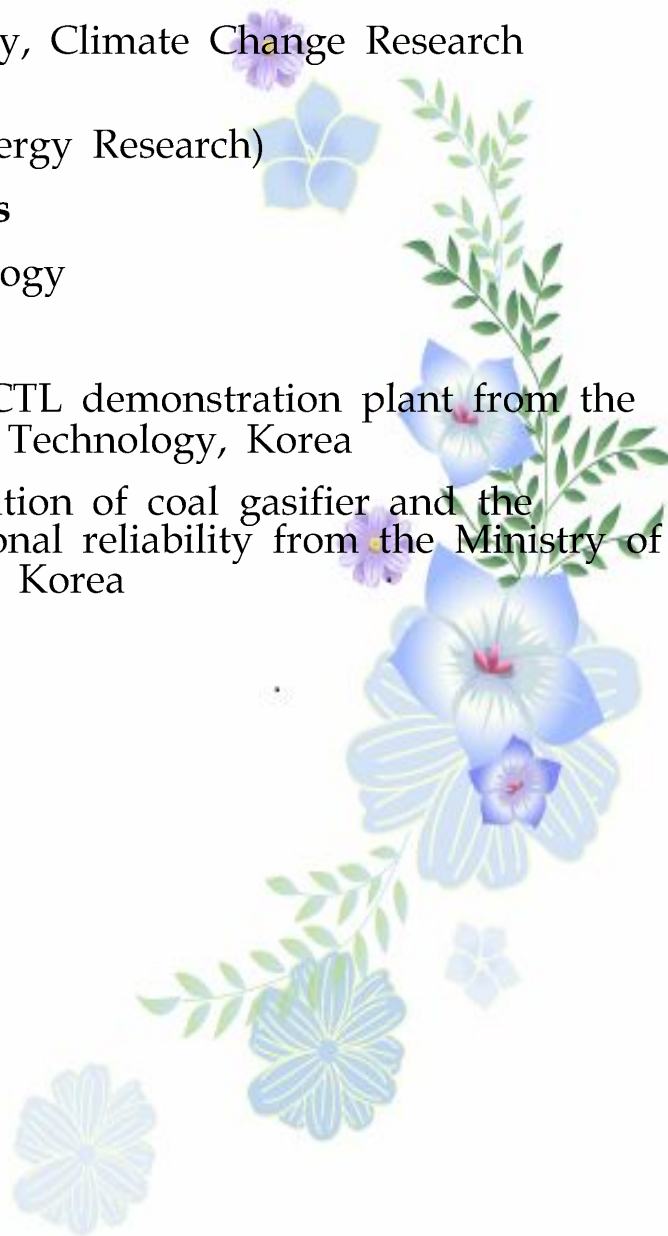 y, Climate Change Research
ergy Research)
s
ogy
CTL demonstration plant from the
Technology, Korea
tion of coal gasifier and the
onal reliability from the Ministry of
Korea